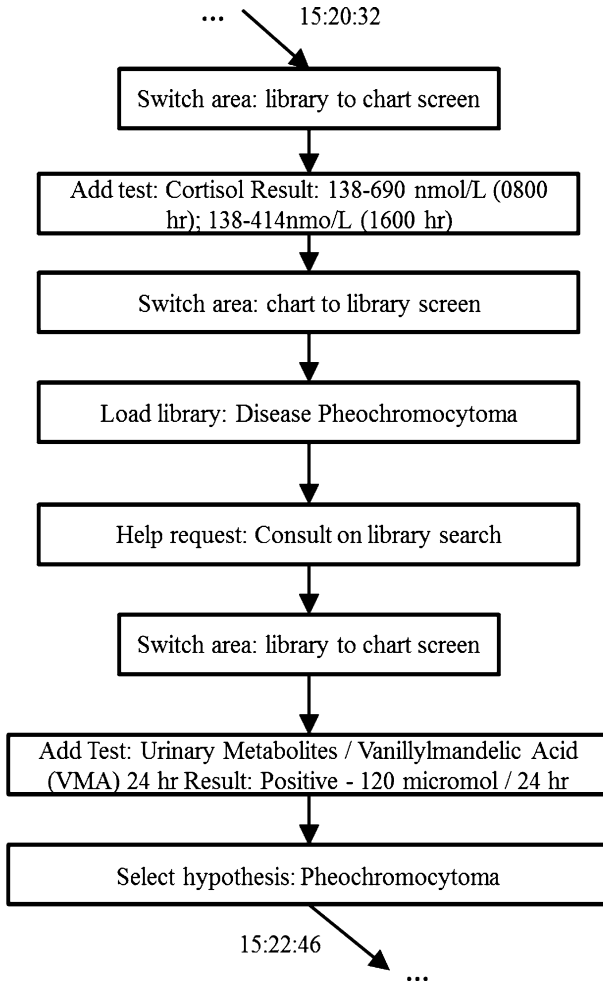 ... 15:20:32
Switch area: library to chart screen
Add test: Cortisol Result: 138-690 nmol/L (0800
hr); 138-414nmo/L (1600 hr)
Switch area: chart to library screen
Load library: Disease Pheochromocytoma
Help request: Consult on library search
Switch area: library to chart screen
Add Test: Urinary Metabolites / Vanillylmandelic Acid
(VMA) 24 hr Result: Positive - 120 micromol / 24 hr
Select hypothesis: Pheochromocytoma
15:22:46
...